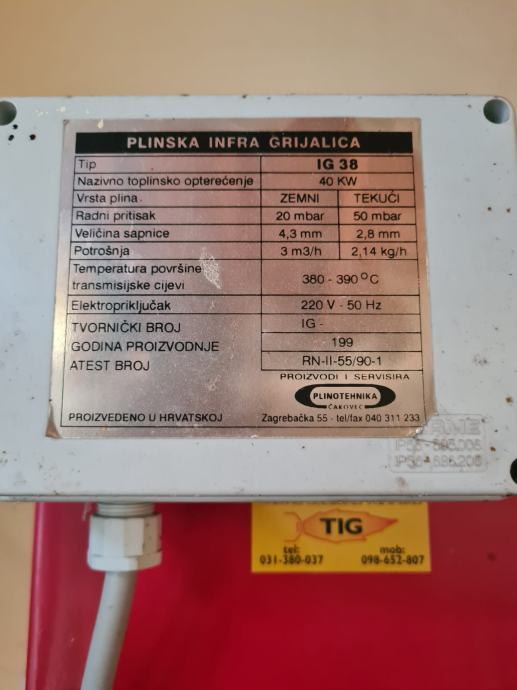 PLINSKA INFRA GRIJALICA
Tip IG 38
Nazivno toplinsko opterećenje 40 KW
Vrsta plina ZEMNI TEKUĆI
Radni pritisak 20 mbar 50 mbar
Veličina sapnice 4,3 mm 2,8 mm
Potrošnja 3 m3/h 2,14 kg/h
Temperatura površine
transmisijske cijevi 380 - 390 °C
Elektropriključak 220 V - 50 Hz
TVORNIČKI BROJ IG -
GODINA PROIZVODNJE 199
ATEST BROJ RN-II-55/90-1
PROIZVODI I SERVISIRA
PLINOTEHNIKA
ČAKOVEC
PROIZVEDENO U HRVATSKOJ Zagrebačka 55 - tel/fax 040 311 233
TIG
tel: mob:
031-380-037 098-652-807